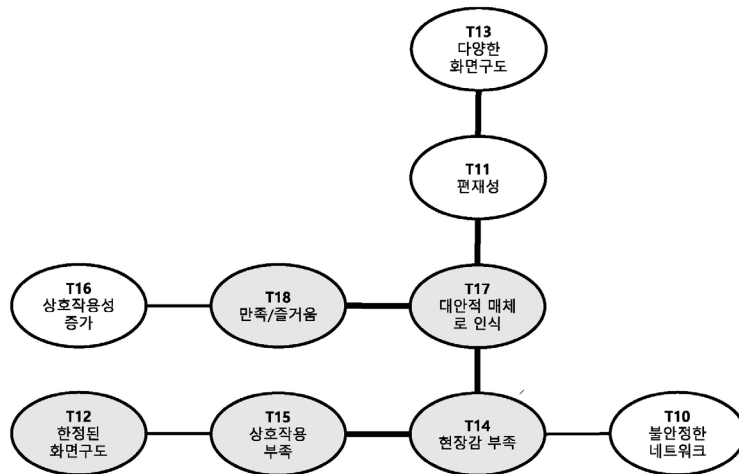 T13
다양한
화면구도
T11
편재성
T16
상호작용성
증가
T18
만족/즐거움
T17
대안적 매체
로 인식
T12
한정된
화면구도
T15
상호작용
부족
T14
현장감 부족
T10
불안정한
네트워크